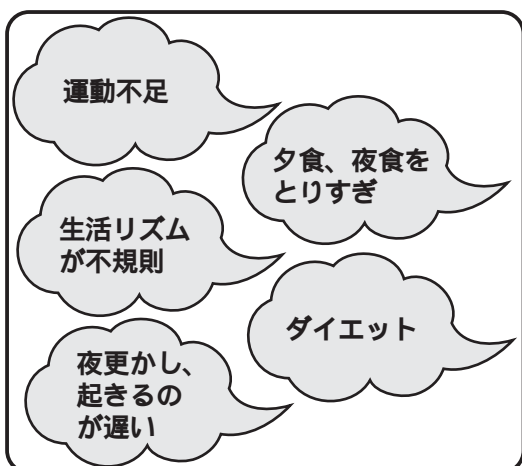 運動不足
夕食、夜食を
とりすぎ
生活リズム
が不規則
ダイエット
夜更かし、
起きるの
が遅い